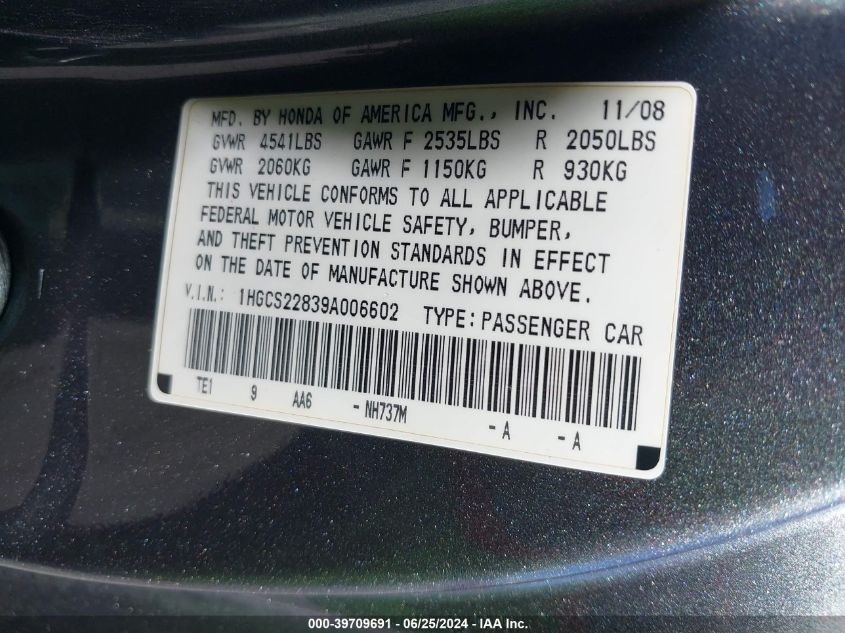 MFD. BY HONDA OF AMERICA MFG., INC. 11/08
GVWR 4541LBS GAWR F 2535LBS R 2050LBS
GVWR 2060KG GAWR F 1150KG R 930KG
THIS VEHICLE CONFORMS TO ALL APPLICABLE
FEDERAL MOTOR VEHICLE SAFETY, BUMPER,
AND THEFT PREVENTION STANDARDS IN EFFECT
ON THE DATE OF MANUFACTURE SHOWN ABOVE.
V.I.N.: 1HGCS22839A006602 TYPE: PASSENGER CAR
TE1 9 AA6 - NH737M - A - A
000-39709691 - 06/25/2024 - IAA Inc.